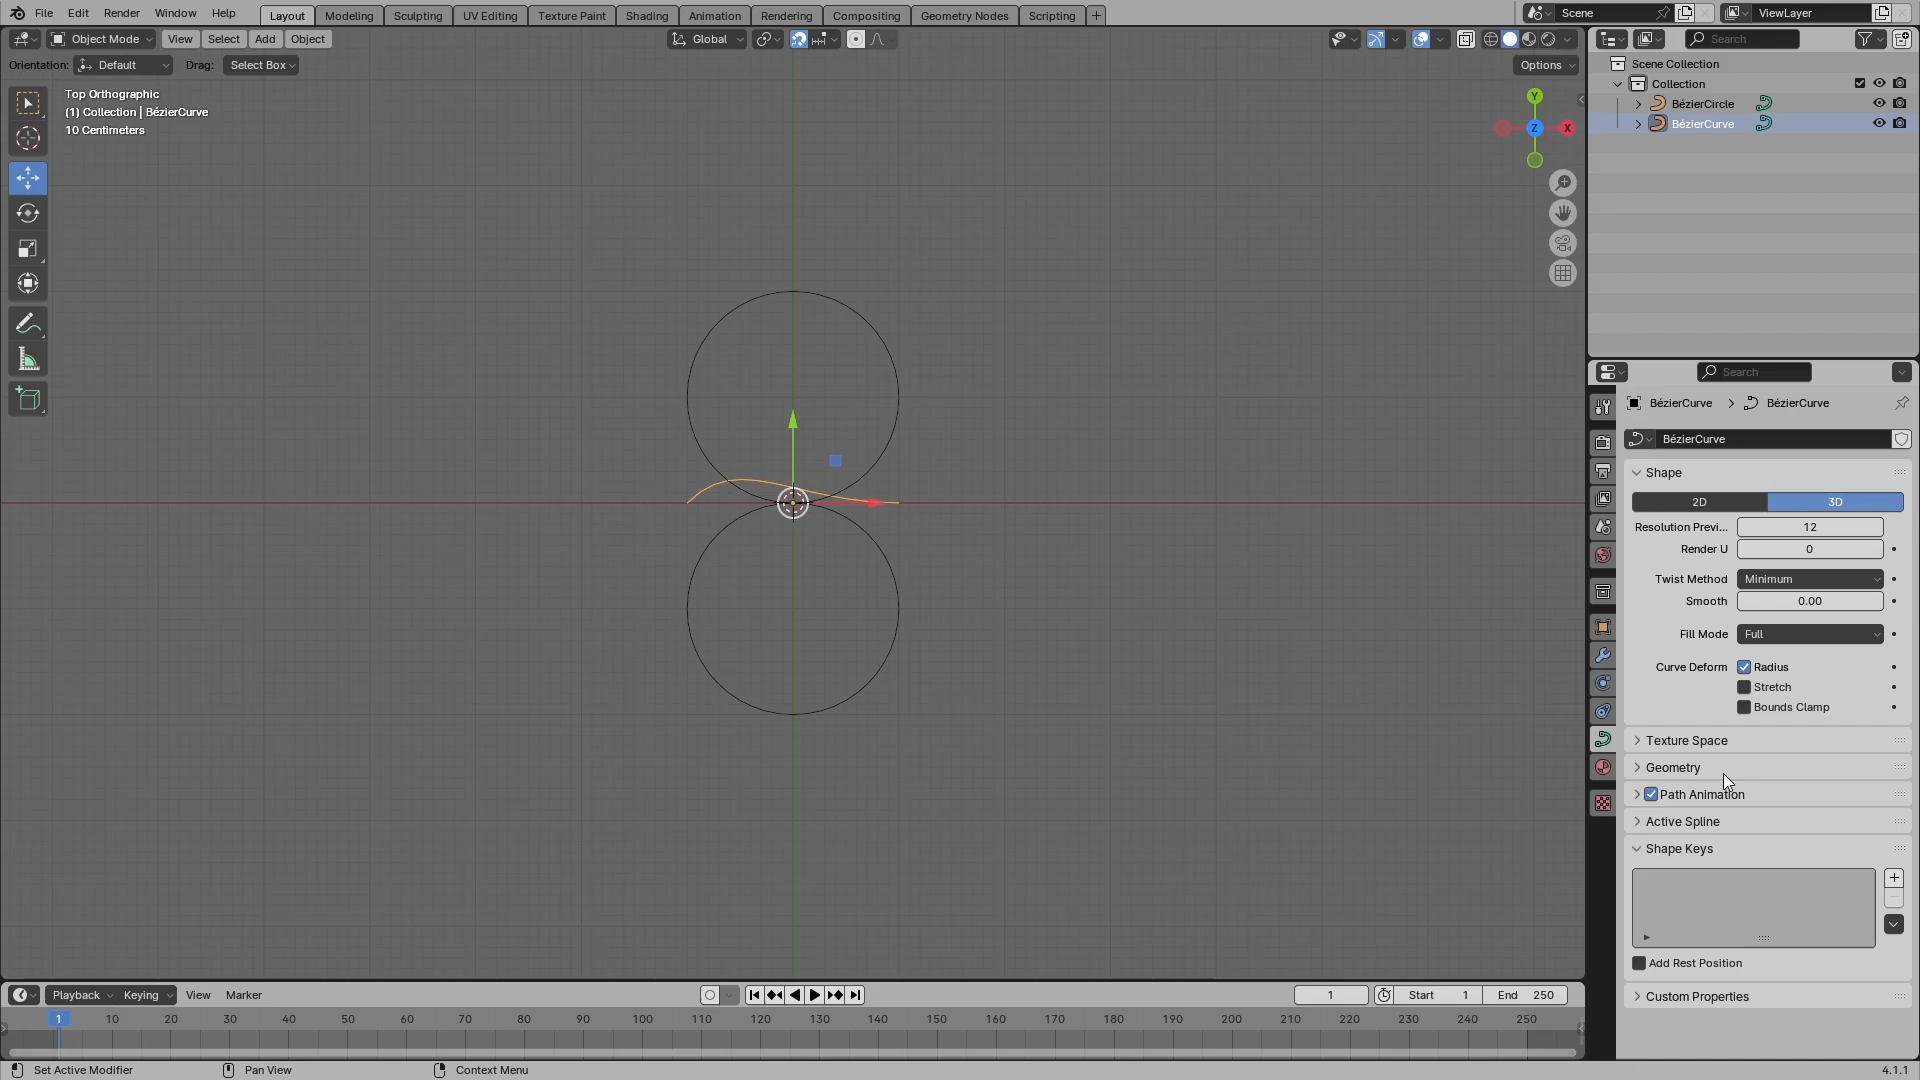 File Edit Render Window Help Layout Modeling Sculpting UV Editing Texture Paint Shading Animation Rendering Compositing Geometry Nodes Scripting + Scene ViewLayer
Object Mode View Select Add Object Global Search
Orientation: Default Drag: Select Box Options
Top Orthographic
(1) Collection | BézierCurve
10 Centimeters
Y
X
Z
Scene Collection
Collection
BézierCircle
BézierCurve
Search
BézierCurve > BézierCurve
BézierCurve
Shape
2D 3D
Resolution Previ... 12
Render U 0
Twist Method Minimum
Smooth 0.00
Fill Mode Full
Curve Deform Radius
Stretch
Bounds Clamp
Texture Space
Geometry
Path Animation
Active Spline
Shape Keys
Add Rest Position
Custom Properties
Playback Keying View Marker 1 Start 1 End 250
1 10 20 30 40 50 60 70 80 90 100 110 120 130 140 150 160 170 180 190 200 210 220 230 240 250
Set Active Modifier Pan View Context Menu 4.1.1